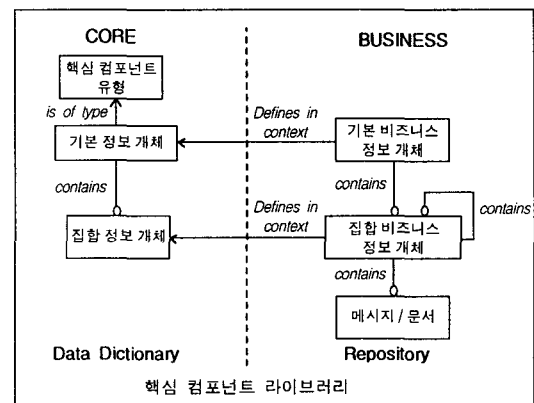 CORE
BUSINESS
핵심 컴포넌트
유형
is of type
기본 정보 개체
Defines in
context
기본 비즈니스
정보 개체
contains
contains
contains
집합 정보 개체
Defines in
context
집합 비즈니스
정보 개체
contains
메시지 / 문서
Data Dictionary
Repository
핵심 컴포넌트 라이브러리